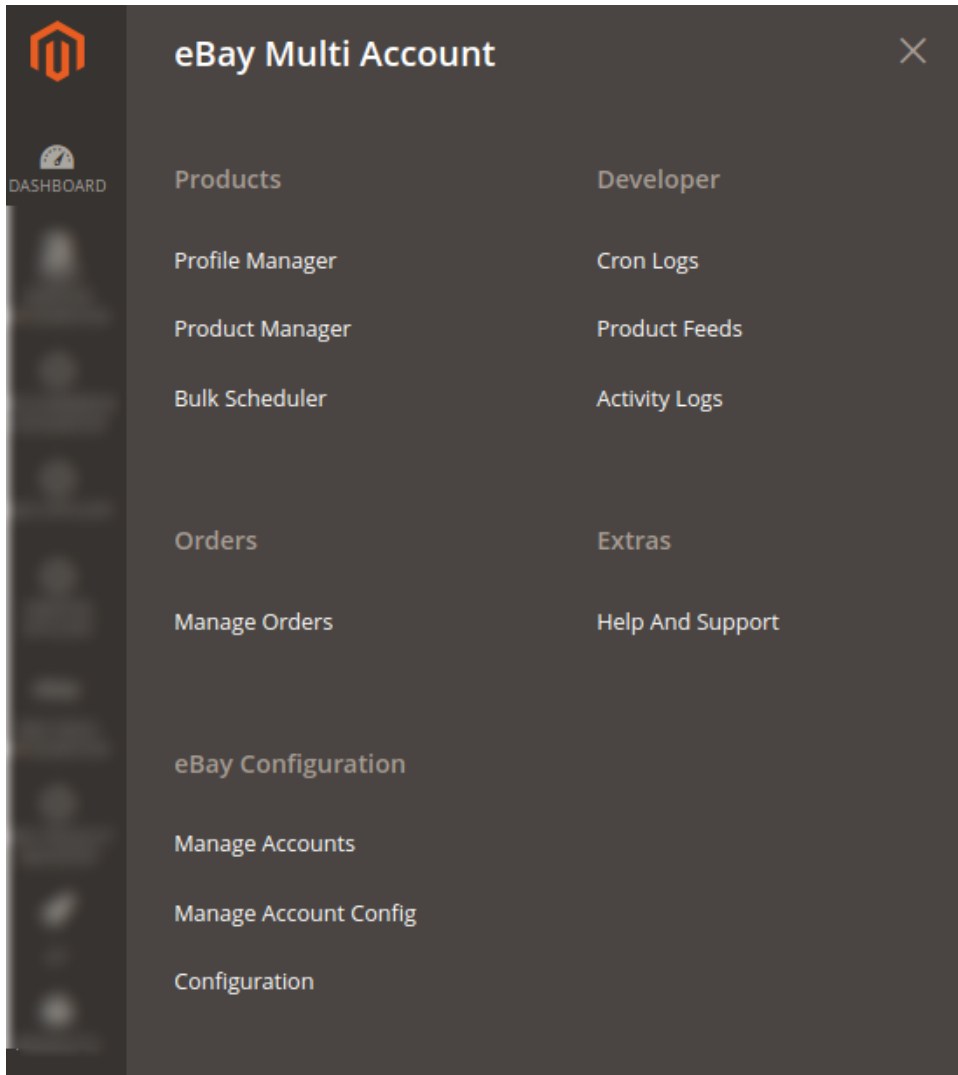 eBay Multi Account
DASHBOARD
Products
Profile Manager
Product Manager
Bulk Scheduler
Orders
Manage Orders
eBay Configuration
Manage Accounts
Manage Account Config
Configuration
Developer
Cron Logs
Product Feeds
Activity Logs
Extras
Help And Support